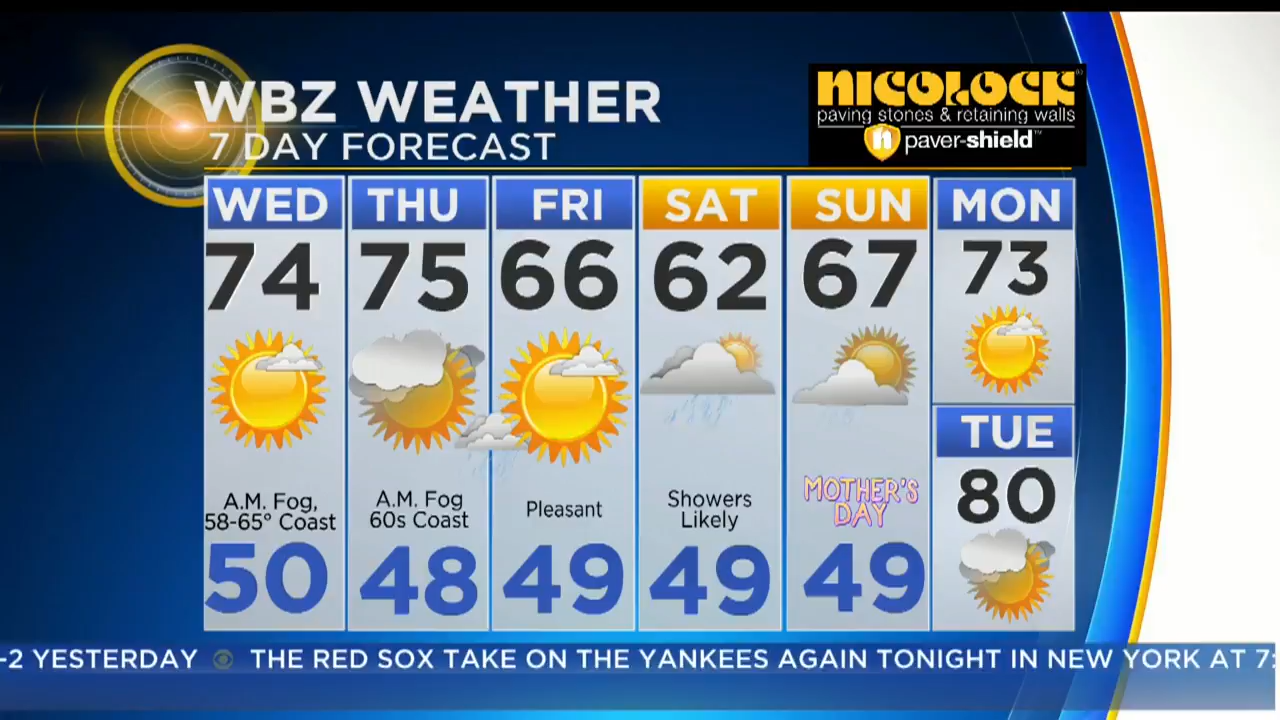 WBZ WEATHER
7 DAY FORECAST
NICOLOCK
paving stones & retaining walls
n paver-shield™
WED
74
A.M. Fog,
58-65° Coast
50
THU
75
A.M. Fog
60s Coast
48
FRI
66
Pleasant
49
SAT
62
Showers
Likely
49
SUN
67
MOTHER'S
DAY
49
MON
73
TUE
80
-2 YESTERDAY THE RED SOX TAKE ON THE YANKEES AGAIN TONIGHT IN NEW YORK AT 7: